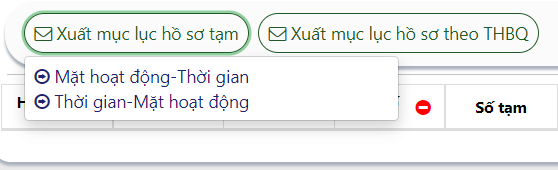 Xuất mục lục hồ sơ tạm
Xuất mục lục hồ sơ theo THBQ
Mặt hoạt động-Thời gian
Thời gian-Mặt hoạt động
Số tạm